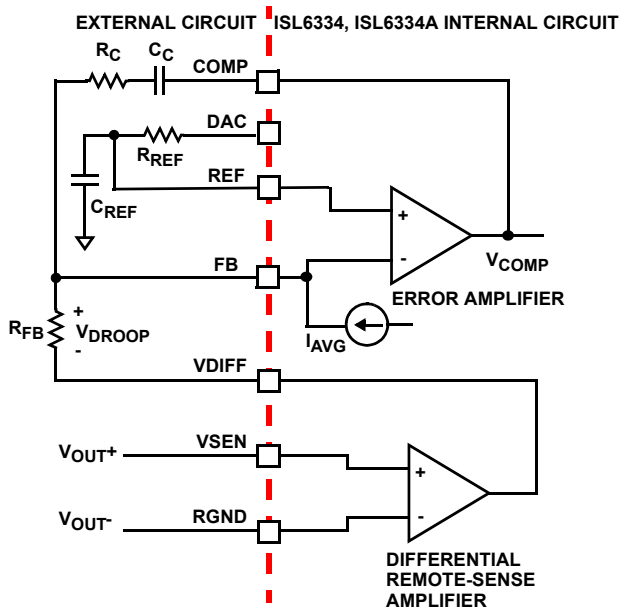 EXTERNAL CIRCUIT ISL6334, ISL6334A INTERNAL CIRCUIT
RC CC COMP
DAC
RREF
REF
CREF
+
-
VCOMP
FB
ERROR AMPLIFIER
RFB
+
VDROOP
-
IAVG
VDIFF
VOUT+ VSEN
+
VOUT- RGND
-
DIFFERENTIAL
REMOTE-SENSE
AMPLIFIER